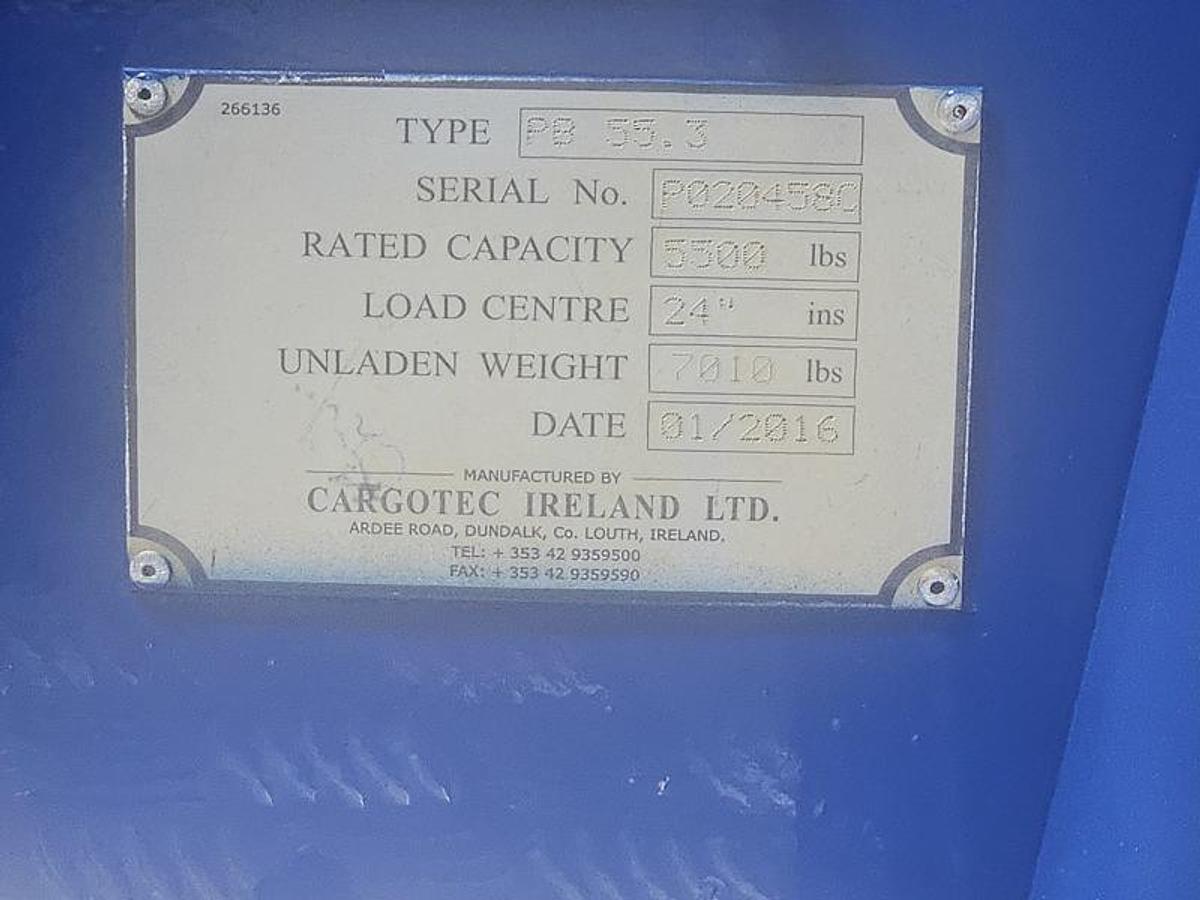 266136
TYPE PB 55.3
SERIAL No. P020458C
RATED CAPACITY 5500 lbs
LOAD CENTRE 24" ins
UNLADEN WEIGHT 7010 lbs
DATE 01/2016
MANUFACTURED BY
CARGOTEC IRELAND LTD.
ARDEE ROAD, DUNDALK, Co. LOUTH, IRELAND.
TEL: + 353 42 9359500
FAX: + 353 42 9359590